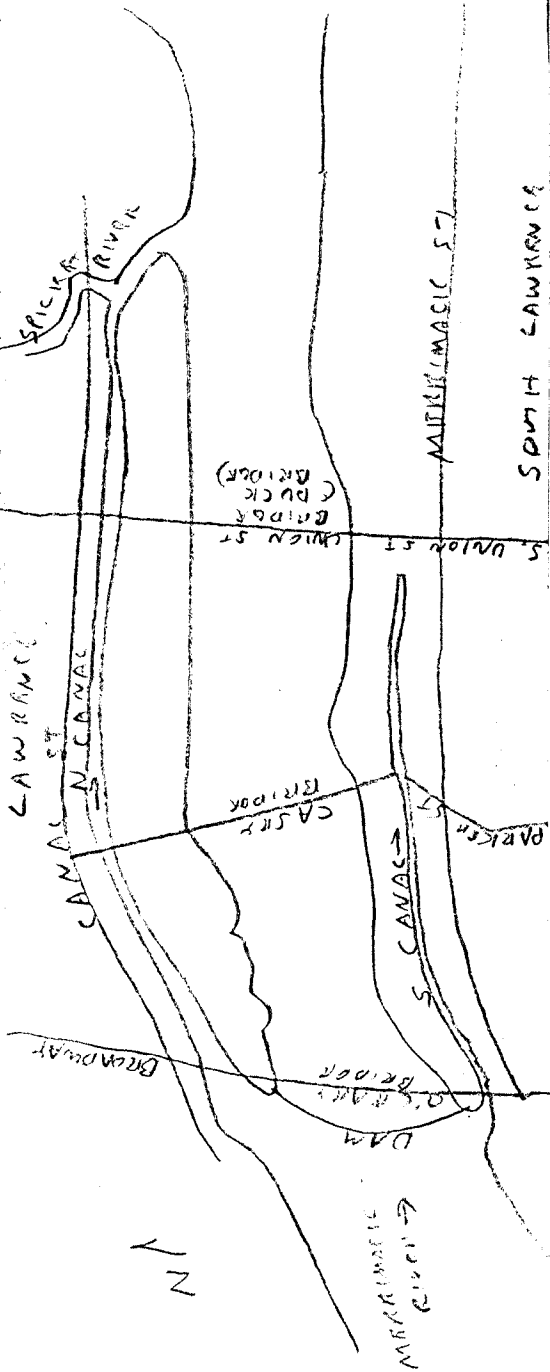 SPICKET
RIVER
LAWRENCE
CANAL ST
N CANAL
→
UNION ST
BRIDGE
(DUCK
BRIDGE)
S. UNION ST
MERRIMACK ST
SOUTH LAWRENCE
CASEY
BRIDGE
PARKER ST
S CANAL →
BROADWAY
BRIDGE
DAM
MERRIMACK
RIVER →
N